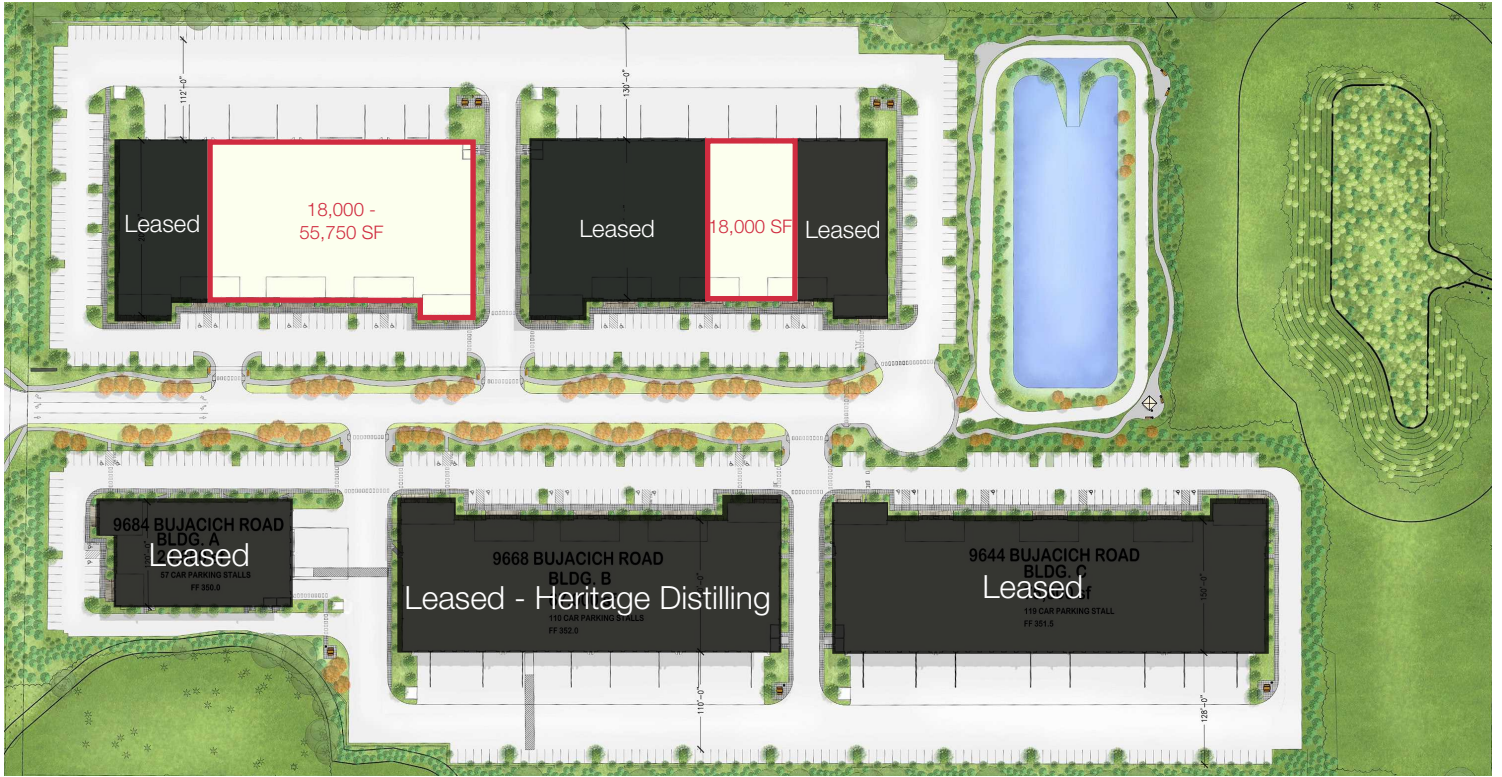 112'-0"
130'-0"
Leased
18,000 -
55,750 SF
Leased
18,000 SF
Leased
9684 BUJACICH ROAD
BLDG. A
Leased
57 CAR PARKING STALLS
FF 350.0
9668 BUJACICH ROAD
BLDG. B
Leased - Heritage Distilling
110 CAR PARKING STALLS
FF 352.0
110'-0"
9644 BUJACICH ROAD
BLDG. C
Leased
119 CAR PARKING STALL
FF 351.5
150'-0"
128'-0"